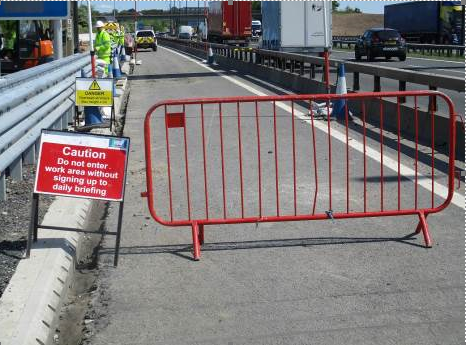 DANGER
Caution
Do not enter
work area without
signing up to
daily briefing